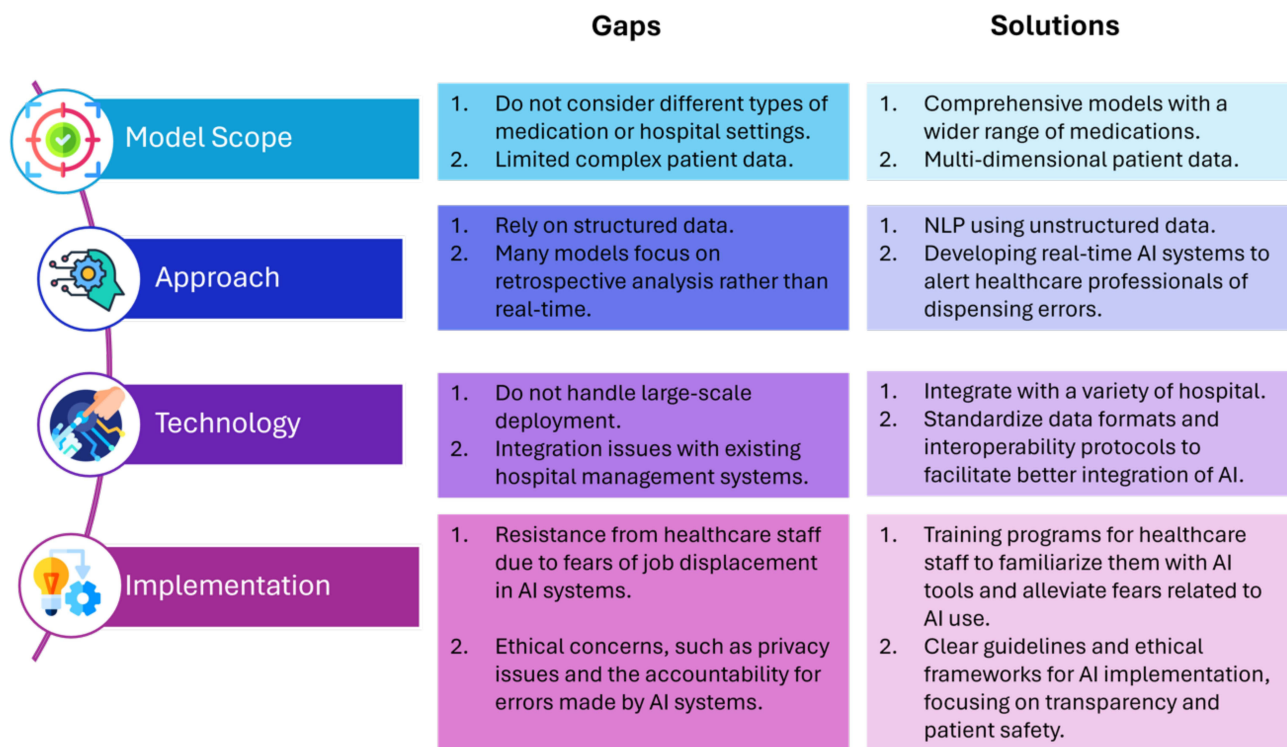 Gaps
Solutions
Model Scope
1. Do not consider different types of
medication or hospital settings.
2. Limited complex patient data.
1. Comprehensive models with a
wider range of medications.
2. Multi-dimensional patient data.
Approach
1. Rely on structured data.
2. Many models focus on
retrospective analysis rather than
real-time.
1. NLP using unstructured data.
2. Developing real-time AI systems to
alert healthcare professionals of
dispensing errors.
Technology
1. Do not handle large-scale
deployment.
2. Integration issues with existing
hospital management systems.
1. Integrate with a variety of hospital.
2. Standardize data formats and
interoperability protocols to
facilitate better integration of AI.
Implementation
1. Resistance from healthcare staff
due to fears of job displacement
in AI systems.
2. Ethical concerns, such as privacy
issues and the accountability for
errors made by AI systems.
1. Training programs for healthcare
staff to familiarize them with AI
tools and alleviate fears related to
AI use.
2. Clear guidelines and ethical
frameworks for AI implementation,
focusing on transparency and
patient safety.